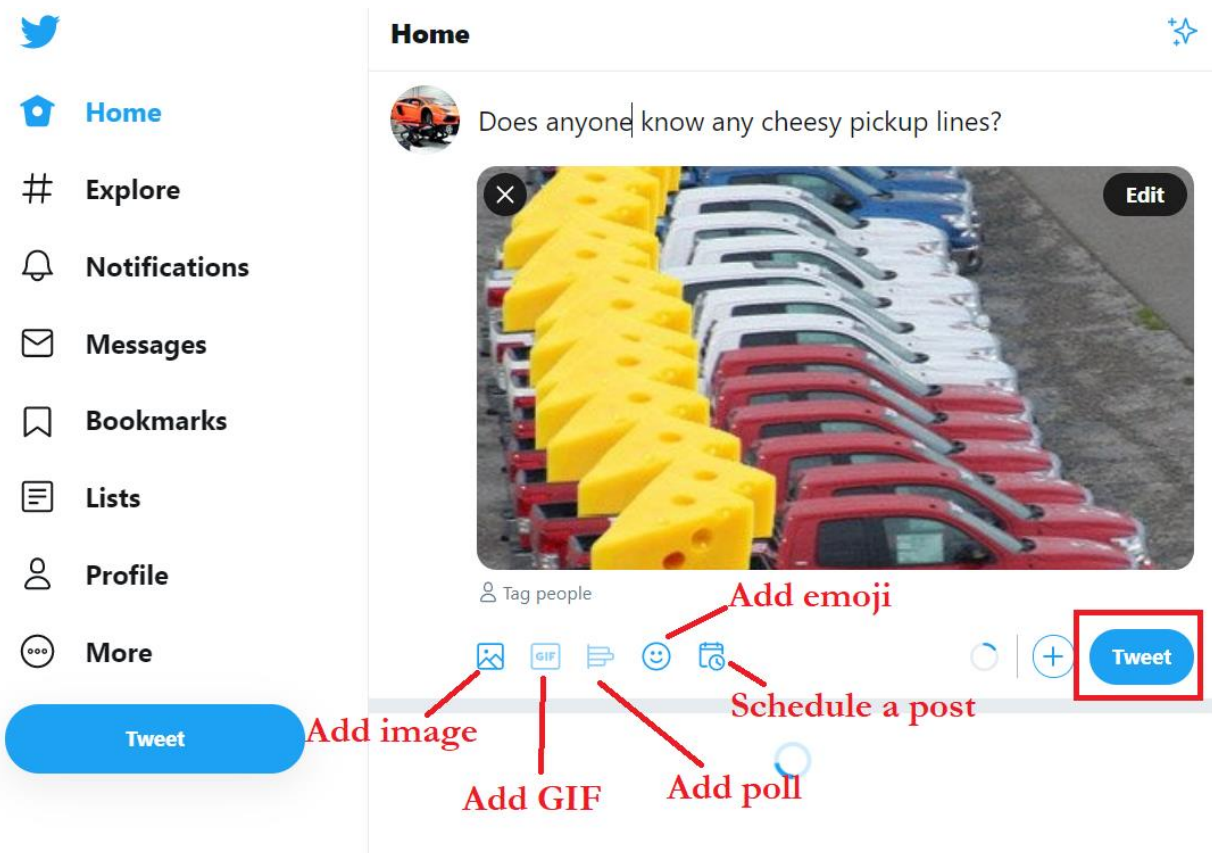 Home
Home
Does anyone know any cheesy pickup lines?
Explore
Edit
Notifications
Messages
Bookmarks
Lists
Profile
Tag people
Add emoji
More
GIF
Tweet
Tweet
Add image
Schedule a post
Add GIF
Add poll